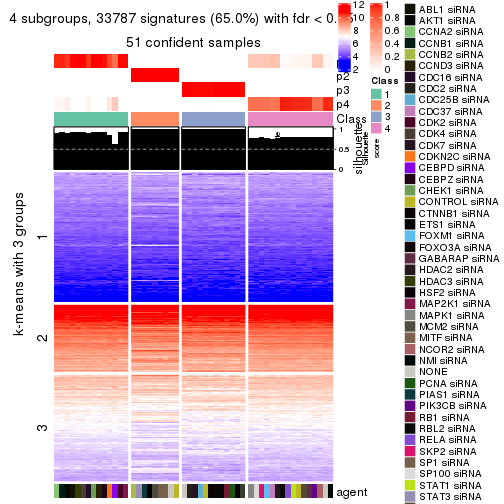 4 subgroups, 33787 signatures (65.0%) with fdr < 0.
51 confident samples
p2
p3
p4
Class
1
0.5
0
silhouette
Silhouette
score
k-means with 3 groups
1
2
3
agent
12
10
8
6
4
2
1
0.8
0.6
0.4
0.2
0
Class
1
2
3
4
ABL1 siRNA
AKT1 siRNA
CCNA2 siRNA
CCNB1 siRNA
CCNB2 siRNA
CCND3 siRNA
CDC16 siRNA
CDC2 siRNA
CDC25B siRNA
CDC37 siRNA
CDK2 siRNA
CDK4 siRNA
CDK7 siRNA
CDKN2C siRNA
CEBPD siRNA
CEBPZ siRNA
CHEK1 siRNA
CONTROL siRNA
CTNNB1 siRNA
ETS1 siRNA
FOXM1 siRNA
FOXO3A siRNA
GABARAP siRNA
HDAC2 siRNA
HDAC3 siRNA
HSF2 siRNA
MAP2K1 siRNA
MAPK1 siRNA
MCM2 siRNA
MITF siRNA
NCOR2 siRNA
NMI siRNA
NONE
PCNA siRNA
PIAS1 siRNA
PIK3CB siRNA
RB1 siRNA
RBL2 siRNA
RELA siRNA
SKP2 siRNA
SP1 siRNA
SP100 siRNA
STAT1 siRNA
STAT3 siRNA